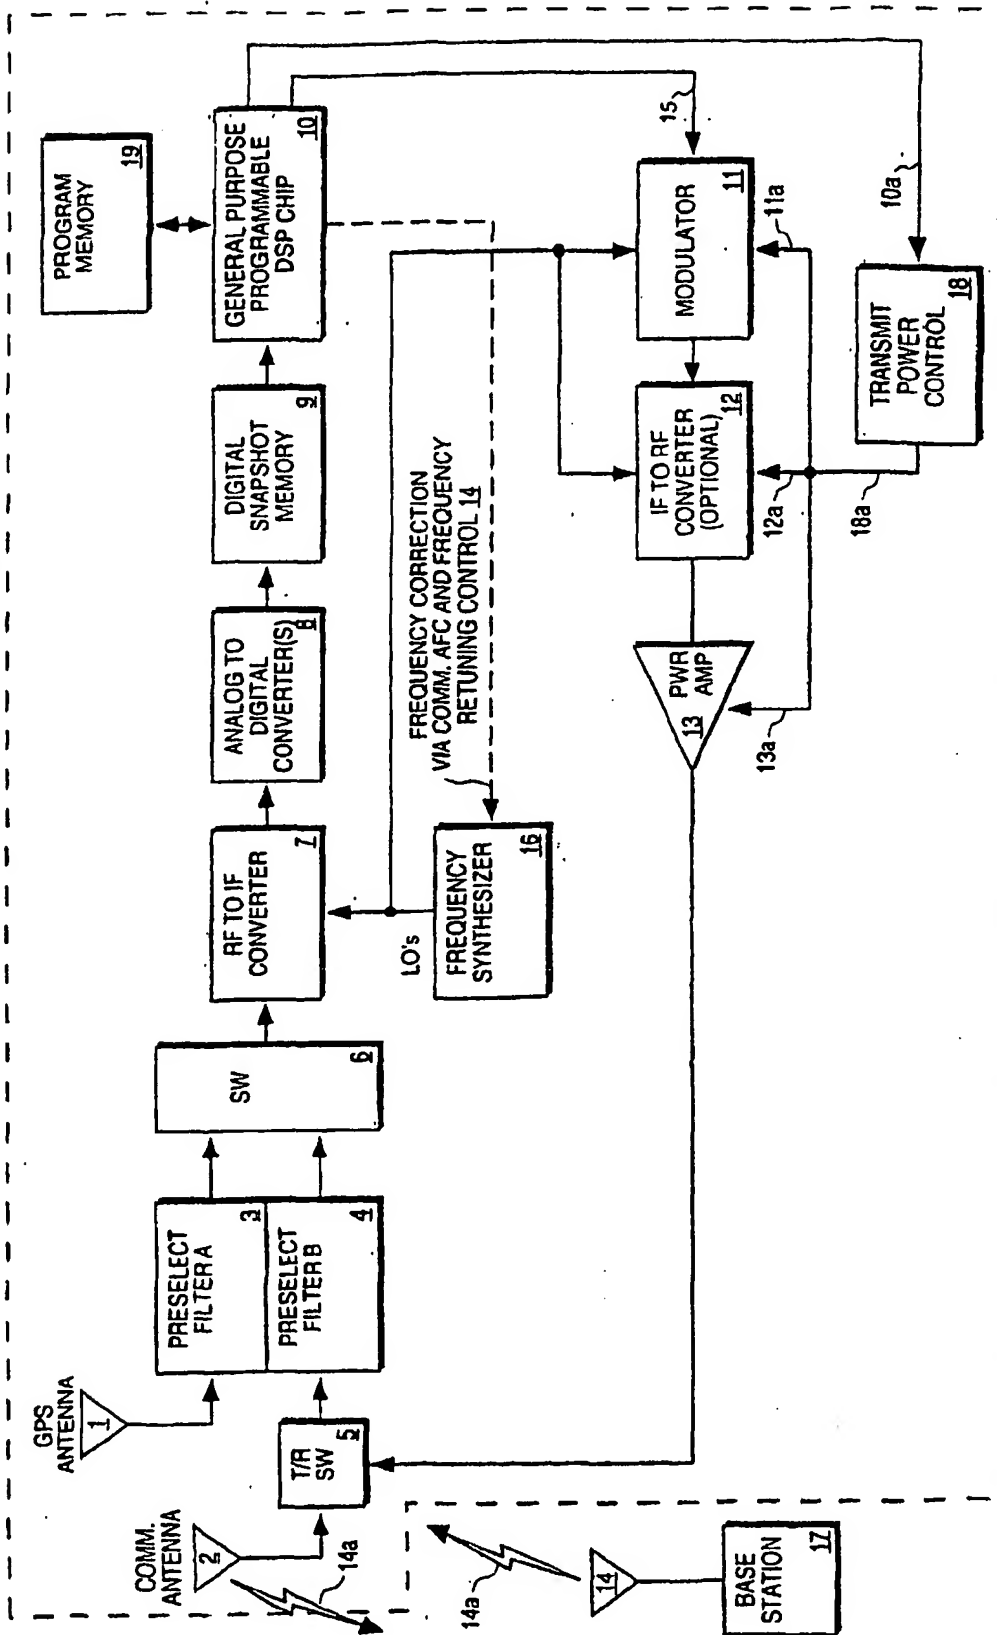 GPS
ANTENNA
1
COMM.
ANTENNA
2
14a
T/R
SW
5
PRESELECT
FILTER A
3
PRESELECT
FILTER B
4
SW
6
RF TO IF
CONVERTER
7
ANALOG TO
DIGITAL
CONVERTER(S)
8
DIGITAL
SNAPSHOT
MEMORY
9
GENERAL PURPOSE
PROGRAMMABLE
DSP CHIP
10
PROGRAM
MEMORY
19
LO's
FREQUENCY
SYNTHESIZER
16
FREQUENCY CORRECTION
VIA COMM. AFC AND FREQUENCY
RETUNING CONTROL 14
15
MODULATOR
11
11a
IF TO RF
CONVERTER
(OPTIONAL)
12
12a
PWR
AMP
13
13a
10a
TRANSMIT
POWER
CONTROL
18
18a
14a
14
BASE
STATION
17